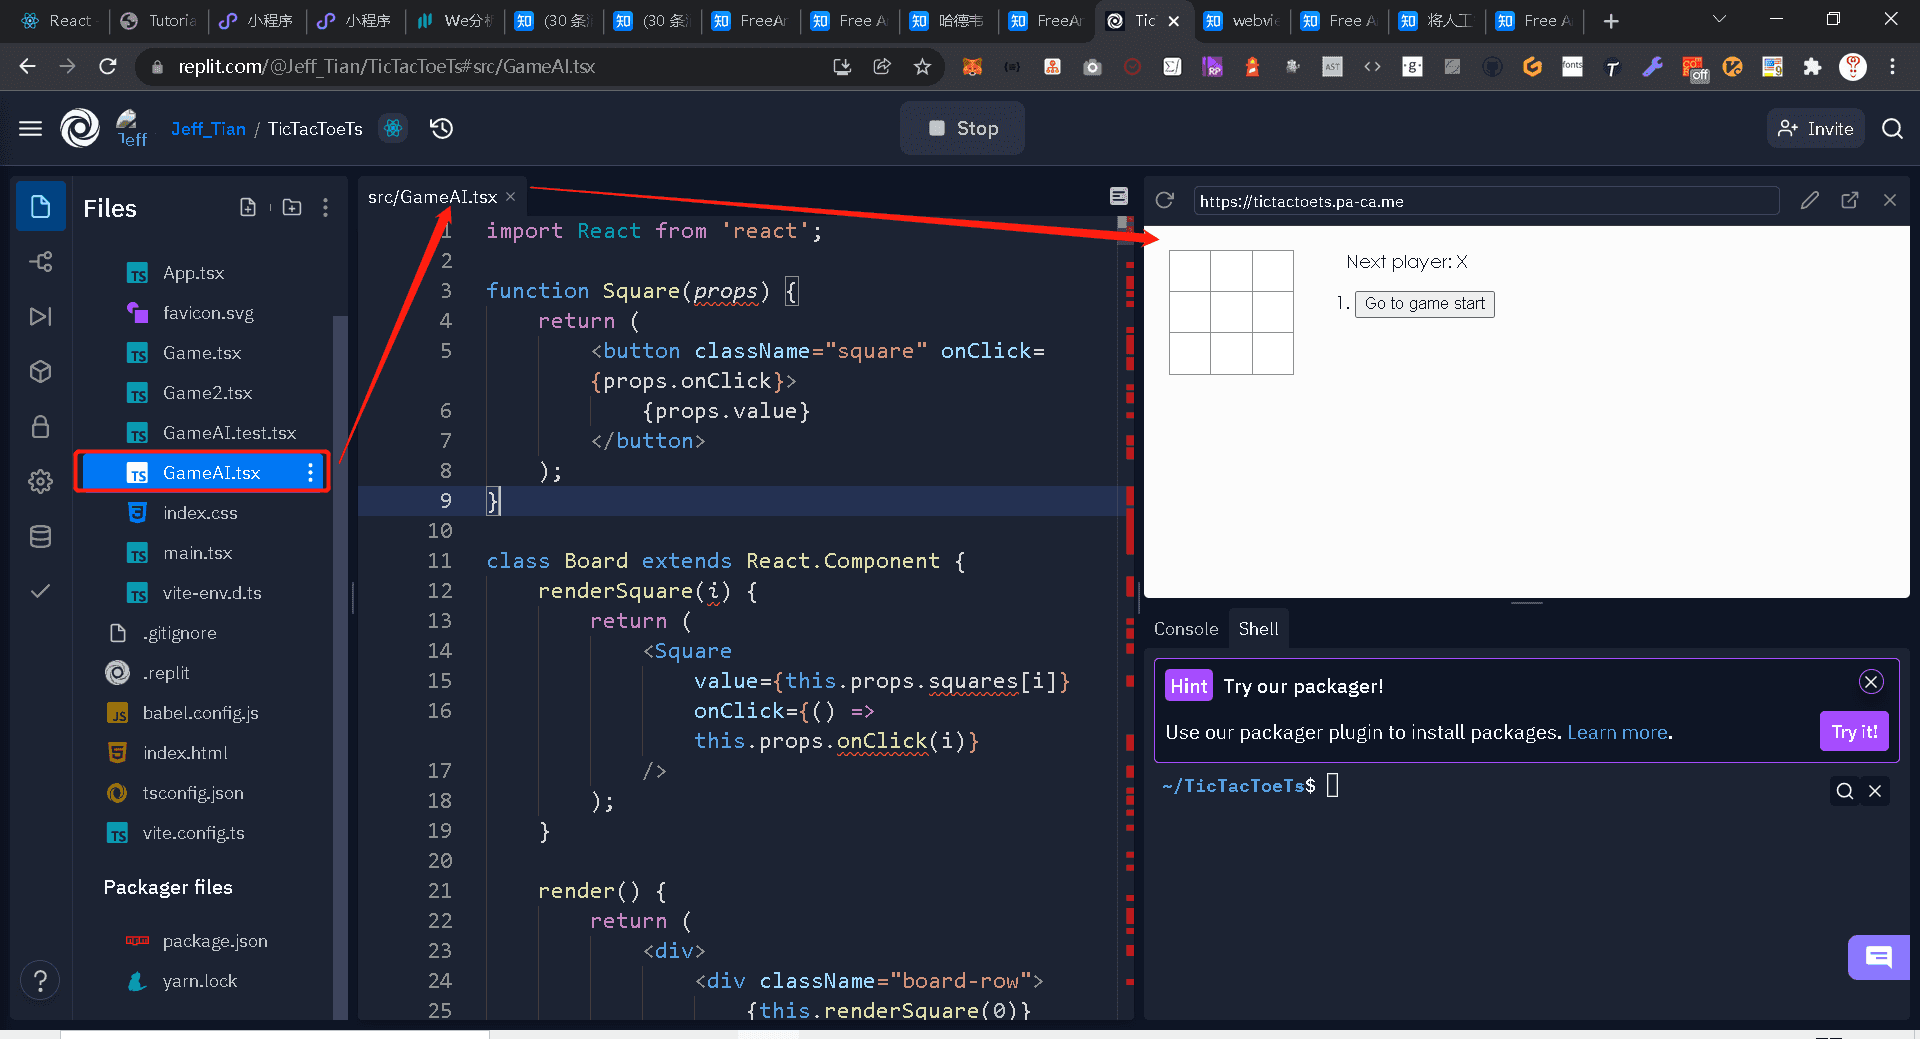 React
Tutoria
小程序
小程序
We分析
(30 条
(30 条
FreeAr
Free A
哈德韦
FreeAr
Tic
webvie
Free A
将人工
Free A
replit.com/@Jeff_Tian/TicTacToeTs#src/GameAI.tsx
Jeff
Jeff_Tian / TicTacToeTs
Stop
Invite
Files
App.tsx
favicon.svg
Game.tsx
Game2.tsx
GameAI.test.tsx
GameAI.tsx
index.css
main.tsx
vite-env.d.ts
.gitignore
.replit
babel.config.js
index.html
tsconfig.json
vite.config.ts
Packager files
package.json
yarn.lock
src/GameAI.tsx
1 import React from 'react';
2
3 function Square(props) {
4 return (
5 <button className="square" onClick=
{props.onClick}>
6 {props.value}
7 </button>
8 );
9 }
10
11 class Board extends React.Component {
12 renderSquare(i) {
13 return (
14 <Square
15 value={this.props.squares[i]}
16 onClick={() =>
this.props.onClick(i)}
17 />
18 );
19 }
20
21 render() {
22 return (
23 <div>
24 <div className="board-row">
25 {this.renderSquare(0)}
https://tictactoets.pa-ca.me
Next player: X
1. Go to game start
Console
Shell
Hint Try our packager!
Use our packager plugin to install packages. Learn more.
Try it!
~/TicTacToeTs$